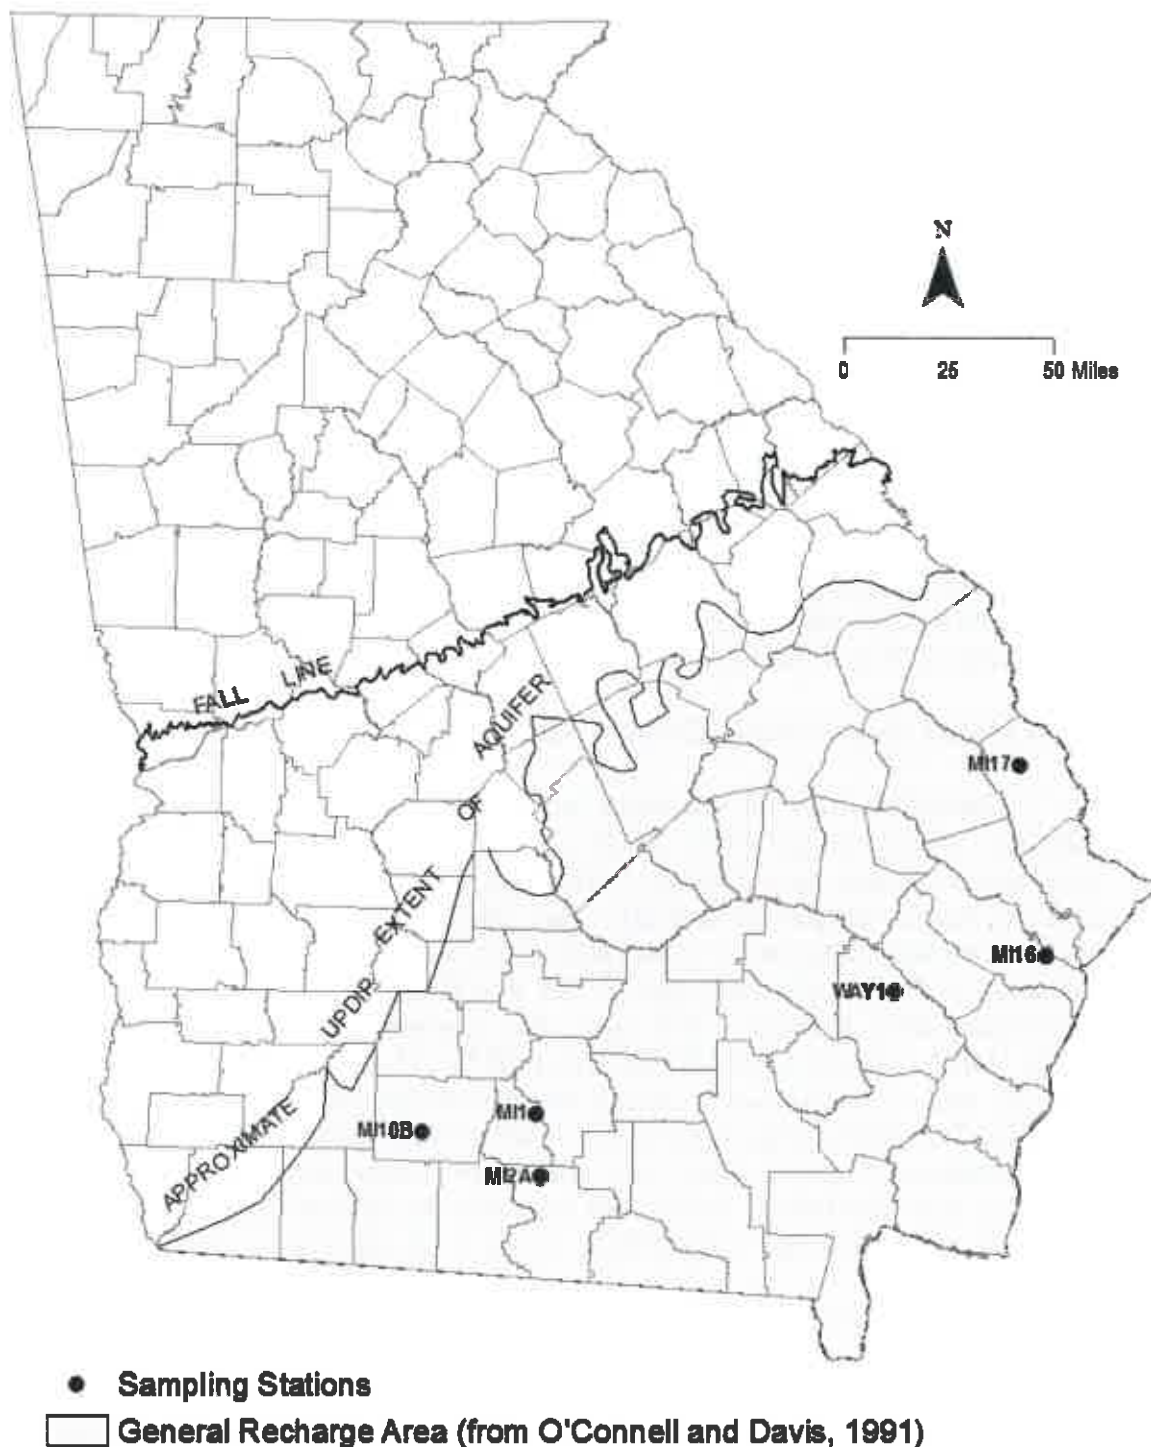 N
0 25 50 Miles
FALL LINE
APPROXIMATE UPDIP EXTENT OF AQUIFER
MI17
MI16
WAY1
MI1
MI10B
MI2A
Sampling Stations
General Recharge Area (from O'Connell and Davis, 1991)